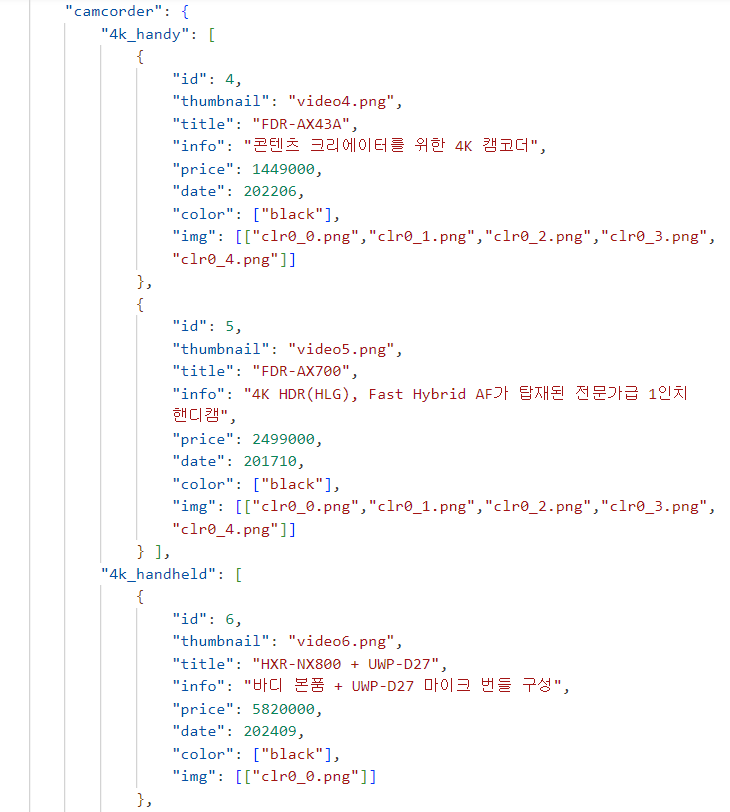 "camcorder": {
"4k_handy": [
{
"id": 4,
"thumbnail": "video4.png",
"title": "FDR-AX43A",
"info": "콘텐츠 크리에이터를 위한 4K 캠코더",
"price": 1449000,
"date": 202206,
"color": ["black"],
"img": [["clr0_0.png","clr0_1.png","clr0_2.png","clr0_3.png",
"clr0_4.png"]]
},
{
"id": 5,
"thumbnail": "video5.png",
"title": "FDR-AX700",
"info": "4K HDR(HLG), Fast Hybrid AF가 탑재된 전문가급 1인치
핸디캠",
"price": 2499000,
"date": 201710,
"color": ["black"],
"img": [["clr0_0.png","clr0_1.png","clr0_2.png","clr0_3.png",
"clr0_4.png"]]
} ],
"4k_handheld": [
{
"id": 6,
"thumbnail": "video6.png",
"title": "HXR-NX800 + UWP-D27",
"info": "바디 본품 + UWP-D27 마이크 번들 구성",
"price": 5820000,
"date": 202409,
"color": ["black"],
"img": [["clr0_0.png"]]
},